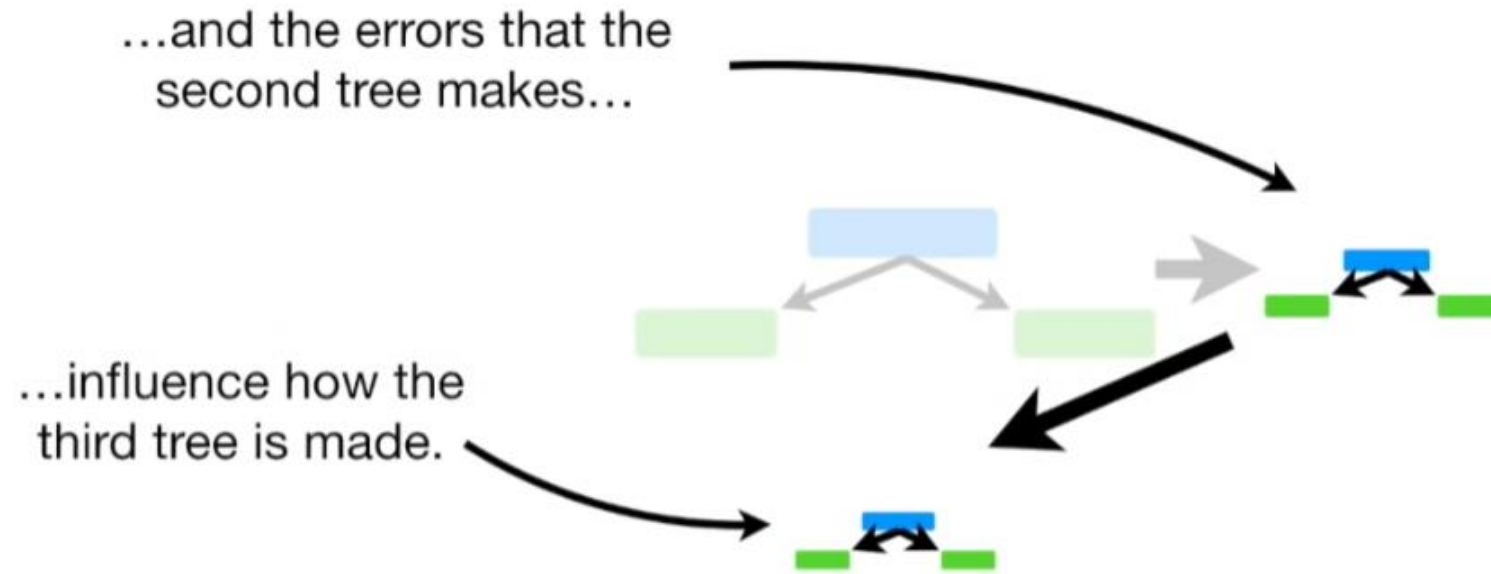 …and the errors that the
second tree makes…
…influence how the
third tree is made.